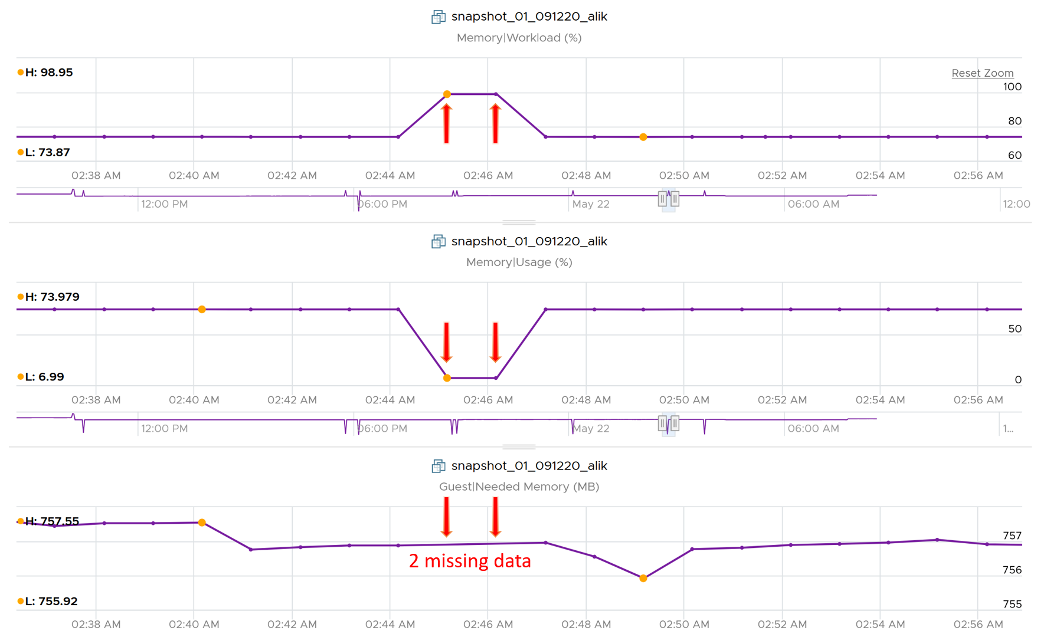 snapshot_01_091220_alik
Memory|Workload (%)
H: 98.95
Reset Zoom
100
80
L: 73.87
60
02:38 AM 02:40 AM 02:42 AM 02:44 AM 02:46 AM 02:48 AM 02:50 AM 02:52 AM 02:54 AM 02:56 AM
12:00 PM 06:00 PM May 22 06:00 AM 12:00
snapshot_01_091220_alik
Memory|Usage (%)
H: 73.979
50
L: 6.99
0
02:38 AM 02:40 AM 02:42 AM 02:44 AM 02:46 AM 02:48 AM 02:50 AM 02:52 AM 02:54 AM 02:56 AM
12:00 PM 06:00 PM May 22 06:00 AM 1...
snapshot_01_091220_alik
Guest|Needed Memory (MB)
H: 757.55
757
2 missing data
756
L: 755.92
755
02:38 AM 02:40 AM 02:42 AM 02:44 AM 02:46 AM 02:48 AM 02:50 AM 02:52 AM 02:54 AM 02:56 AM